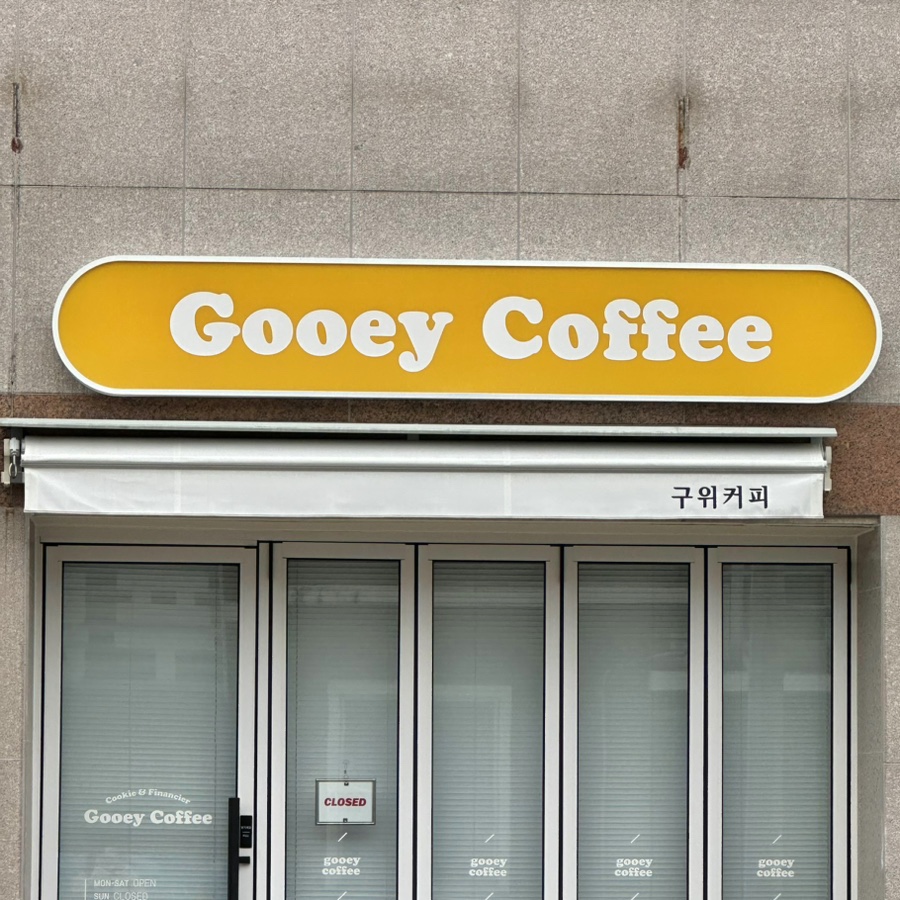 Gooey Coffee
구위커피
Cookie & Financier
Gooey Coffee
MON-SAT OPEN
SUN CLOSED
CLOSED
gooey
coffee
gooey
coffee
gooey
coffee
gooey
coffee